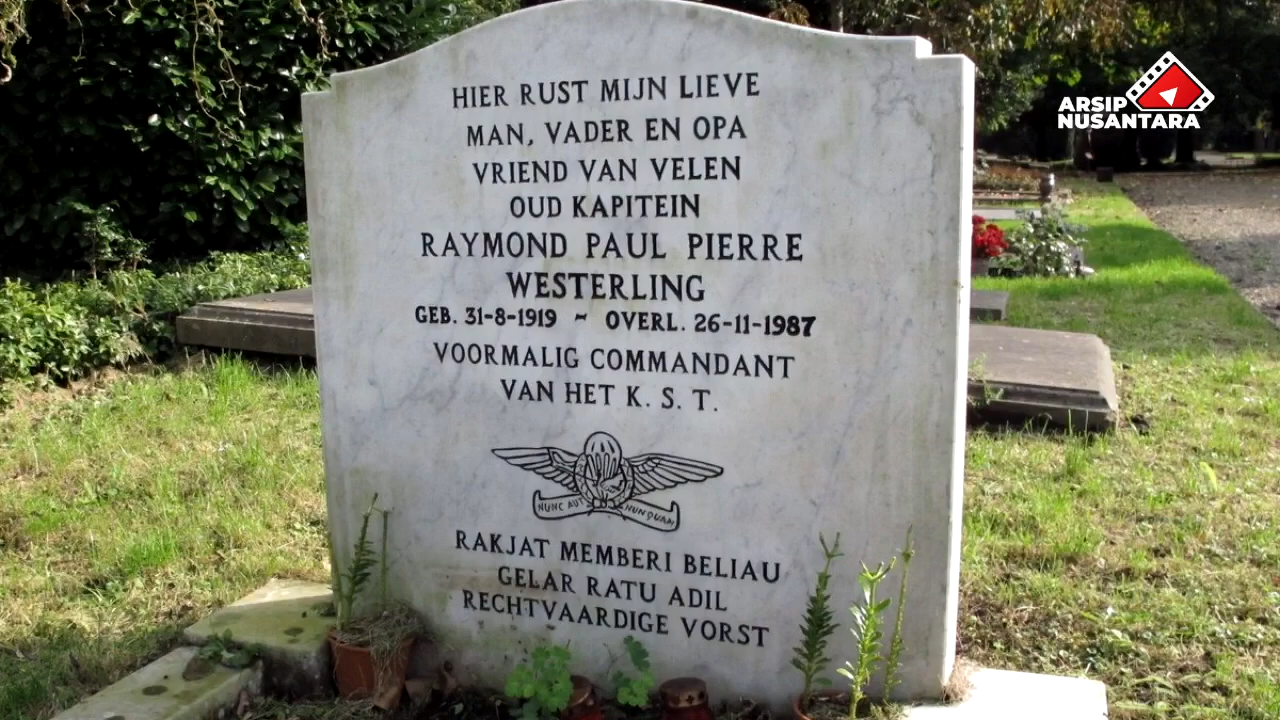 ARSIP
NUSANTARA
HIER RUST MIJN LIEVE
MAN, VADER EN OPA
VRIEND VAN VELEN
OUD KAPITEIN
RAYMOND PAUL PIERRE
WESTERLING
GEB. 31-8-1919 ~ OVERL. 26-11-1987
VOORMALIG COMMANDANT
VAN HET K. S. T.
NUNC AUT NUNQUAM
RAKJAT MEMBERI BELIAU
GELAR RATU ADIL
RECHTVAARDIGE VORST